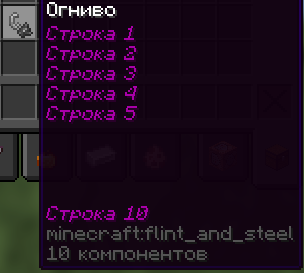 Огниво
Строка 1
Строка 2
Строка 3
Строка 4
Строка 5
Строка 10
minecraft:flint_and_steel
10 компонентов